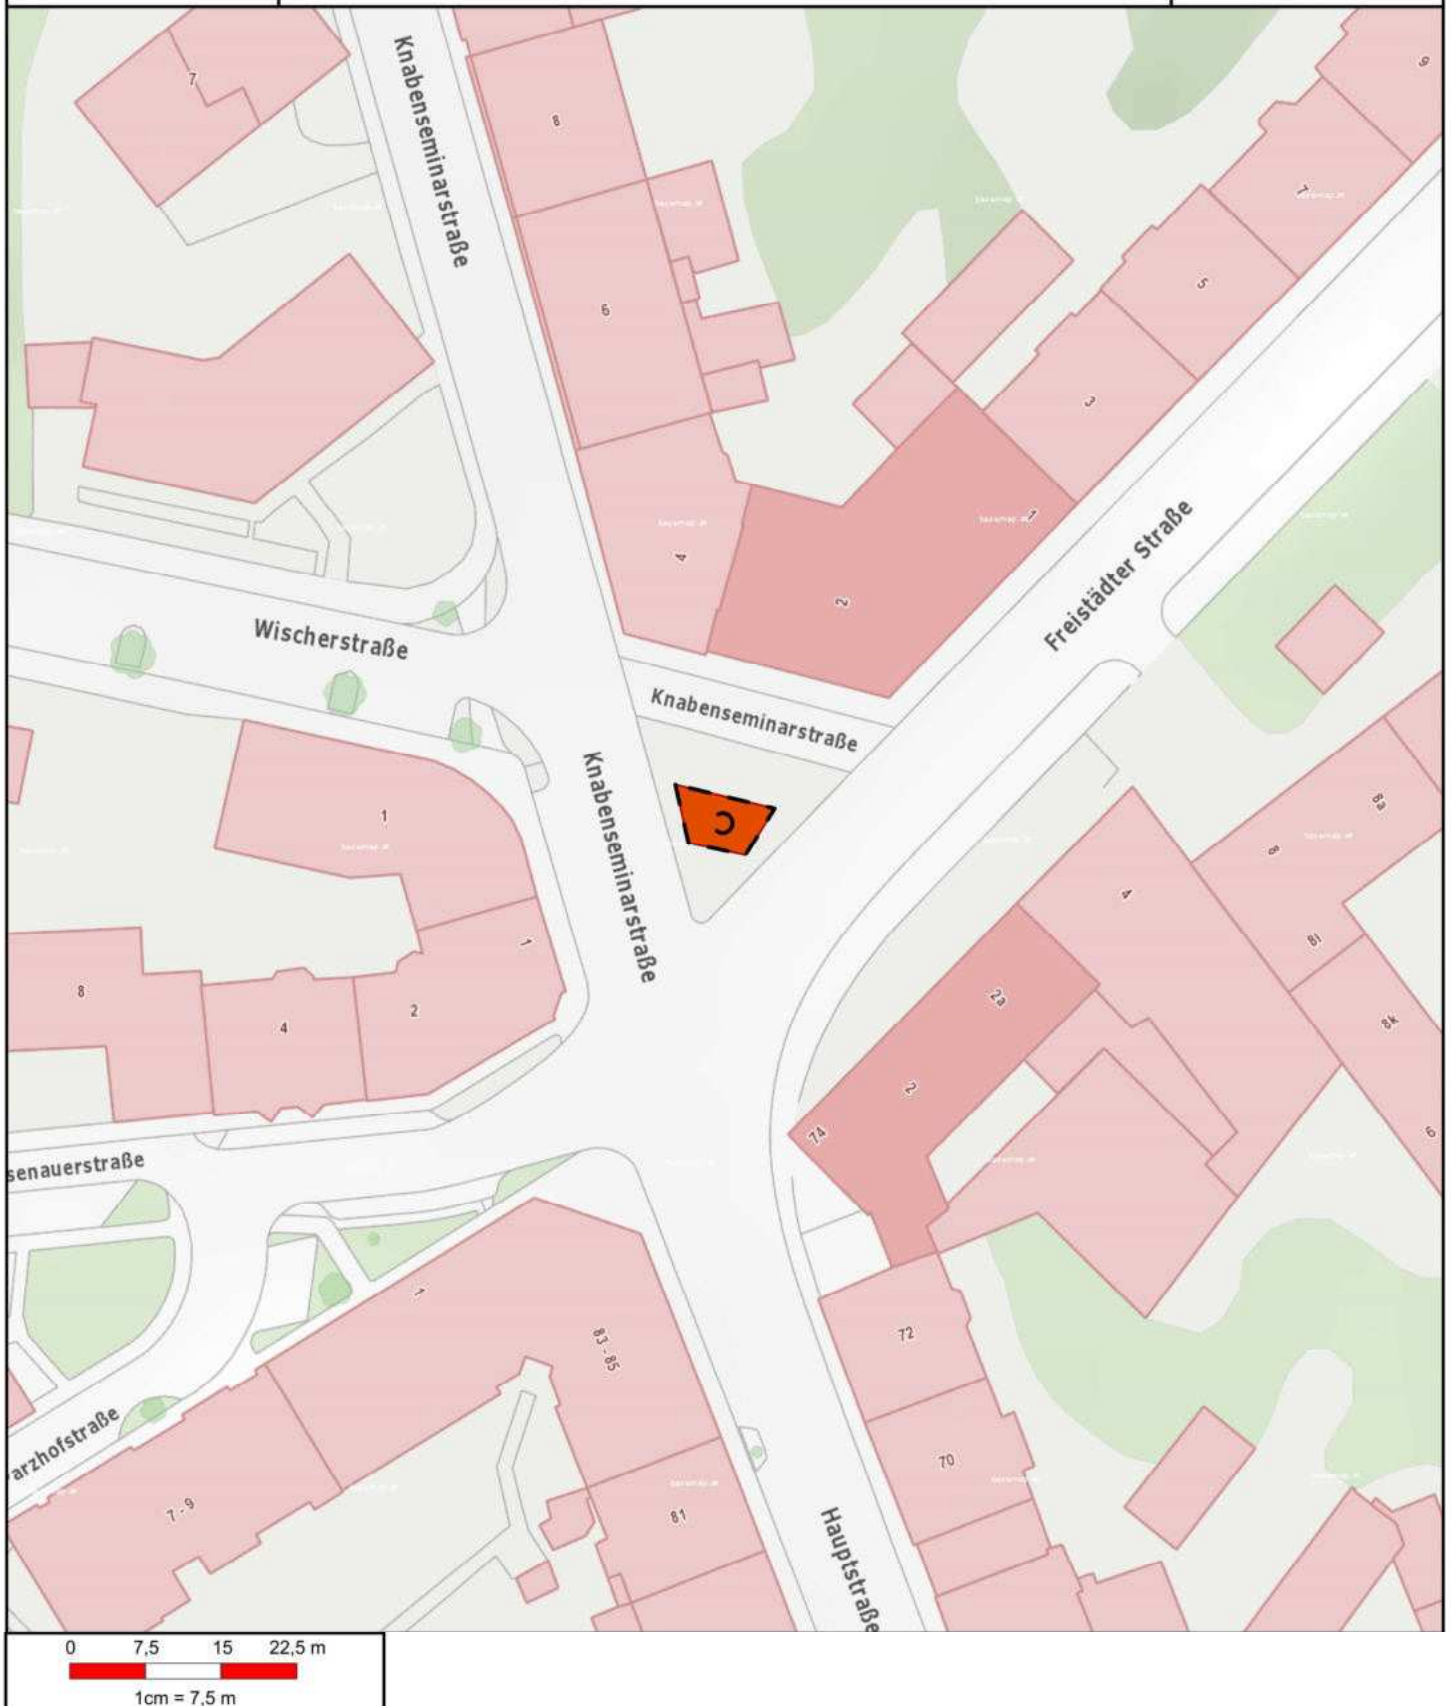 7
Knabenseminarstraße
8
9
7
6
5
3
4
1
2
Freistädter Straße
Wischerstraße
Knabenseminarstraße
Knabenseminarstraße
1
1
8
4
2
8a
8
4
8i
8k
6
2a
2
74
senauerstraße
1
83 - 85
72
70
81
7 - 9
arzhofstraße
Hauptstraße
0 7,5 15 22,5 m
1cm = 7,5 m